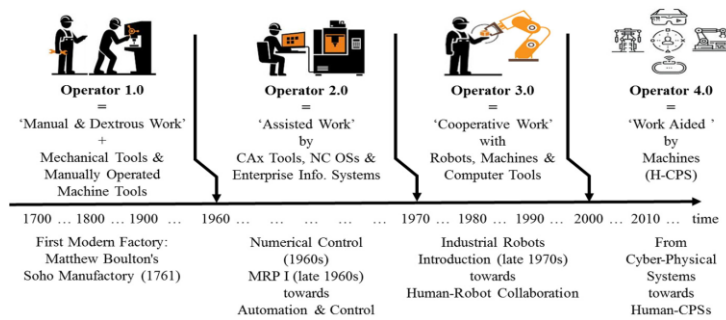 Operator 1.0
=
‘Manual & Dextrous Work’
+
Mechanical Tools &
Manually Operated
Machine Tools
Operator 2.0
=
‘Assisted Work’
by
CAx Tools, NC OSs &
Enterprise Info. Systems
Operator 3.0
=
‘Cooperative Work’
with
Robots, Machines &
Computer Tools
Operator 4.0
=
‘Work Aided ’
by
Machines
(H-CPS)
1700 … 1800 … 1900 … … 1960 … … … … 1970 … 1980 … 1990 … 2000 … 2010 … time
First Modern Factory:
Matthew Boulton's
Soho Manufactory (1761)
Numerical Control
(1960s)
MRP I (late 1960s)
towards
Automation & Control
Industrial Robots
Introduction (late 1970s)
towards
Human-Robot Collaboration
From
Cyber-Physical
Systems
towards
Human-CPSs